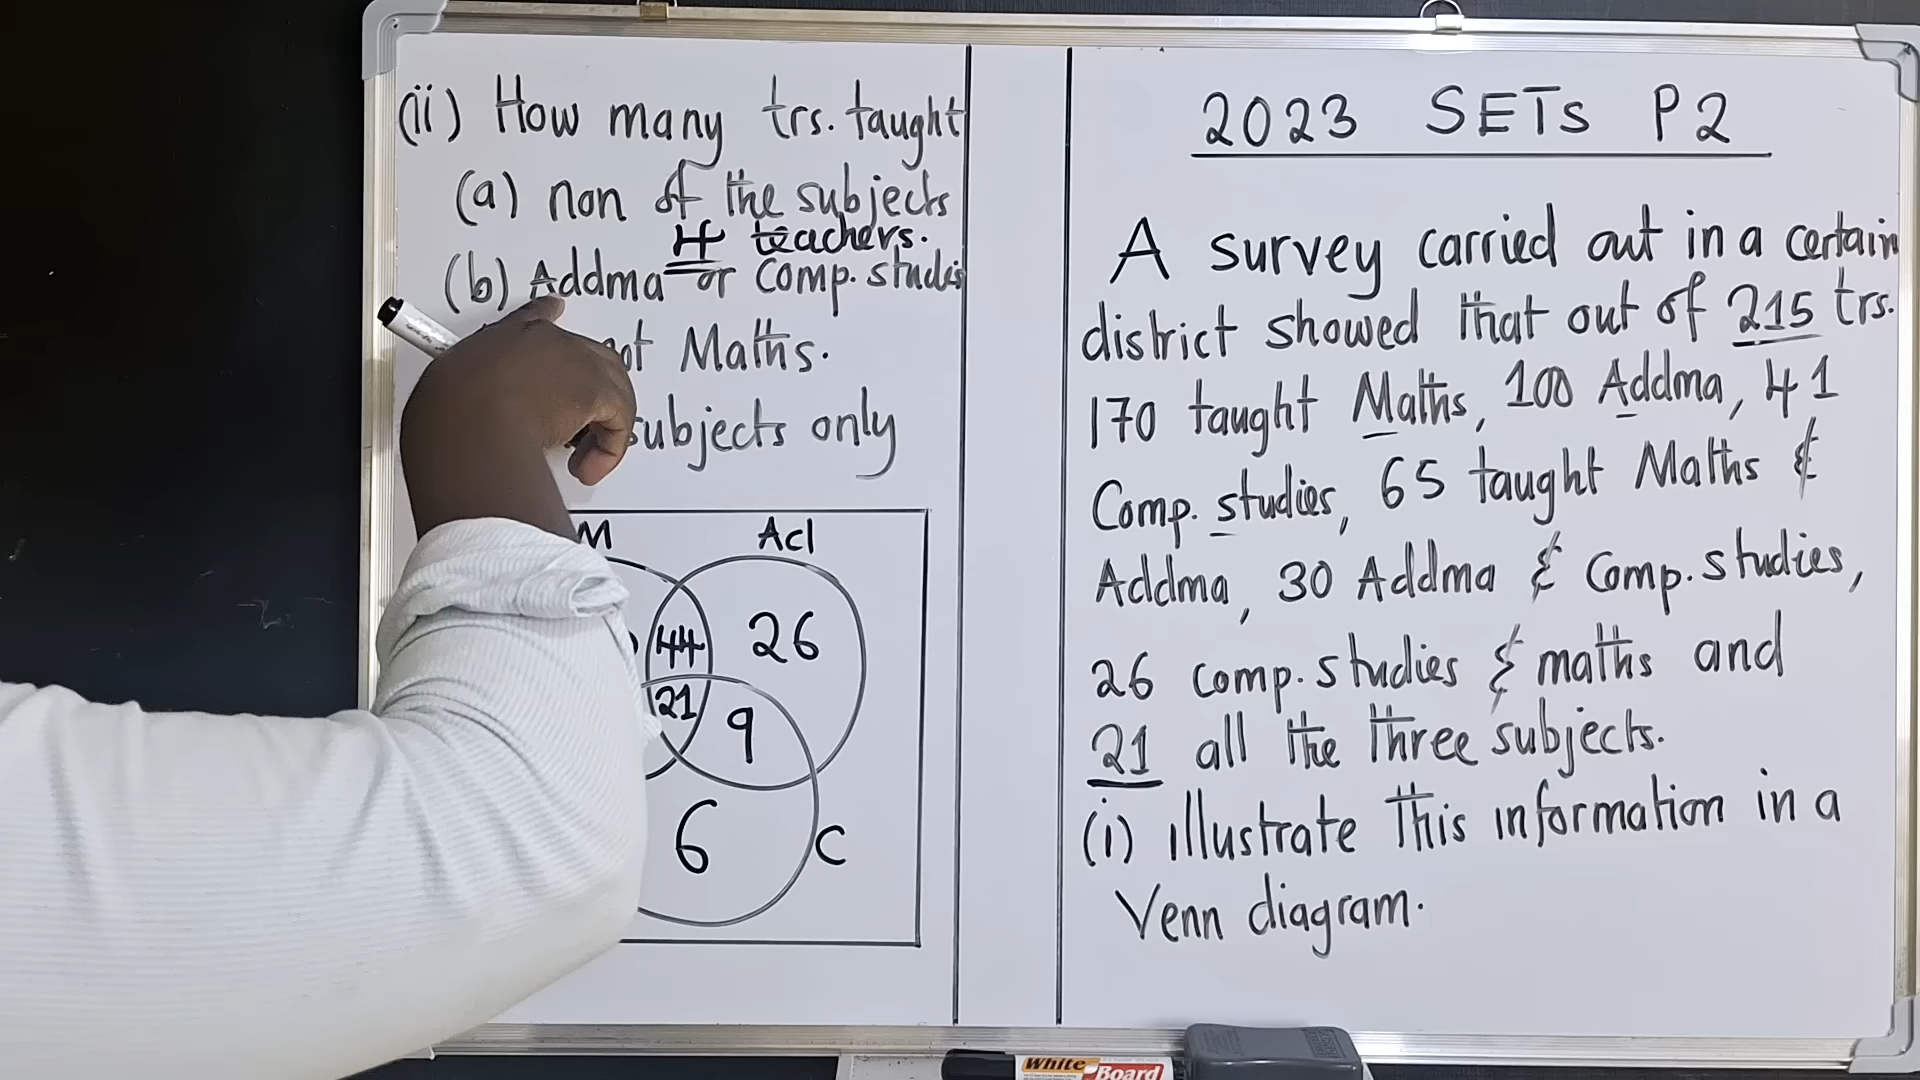 (ii) How many trs. taught
(a) non of the subjects
4 teachers.
(b) Addma or Comp. studies
not Maths.
subjects only
M Ad
44 26
21 9
6 C
2023 SETs P2
A survey carried out in a certain
district showed that out of 215 trs.
170 taught Maths, 100 Addma, 41
Comp. studies, 65 taught Maths &
Addma, 30 Addma & Comp. studies,
26 comp. studies & maths and
21 all the three subjects.
(i) illustrate this information in a
Venn diagram.
White
Board